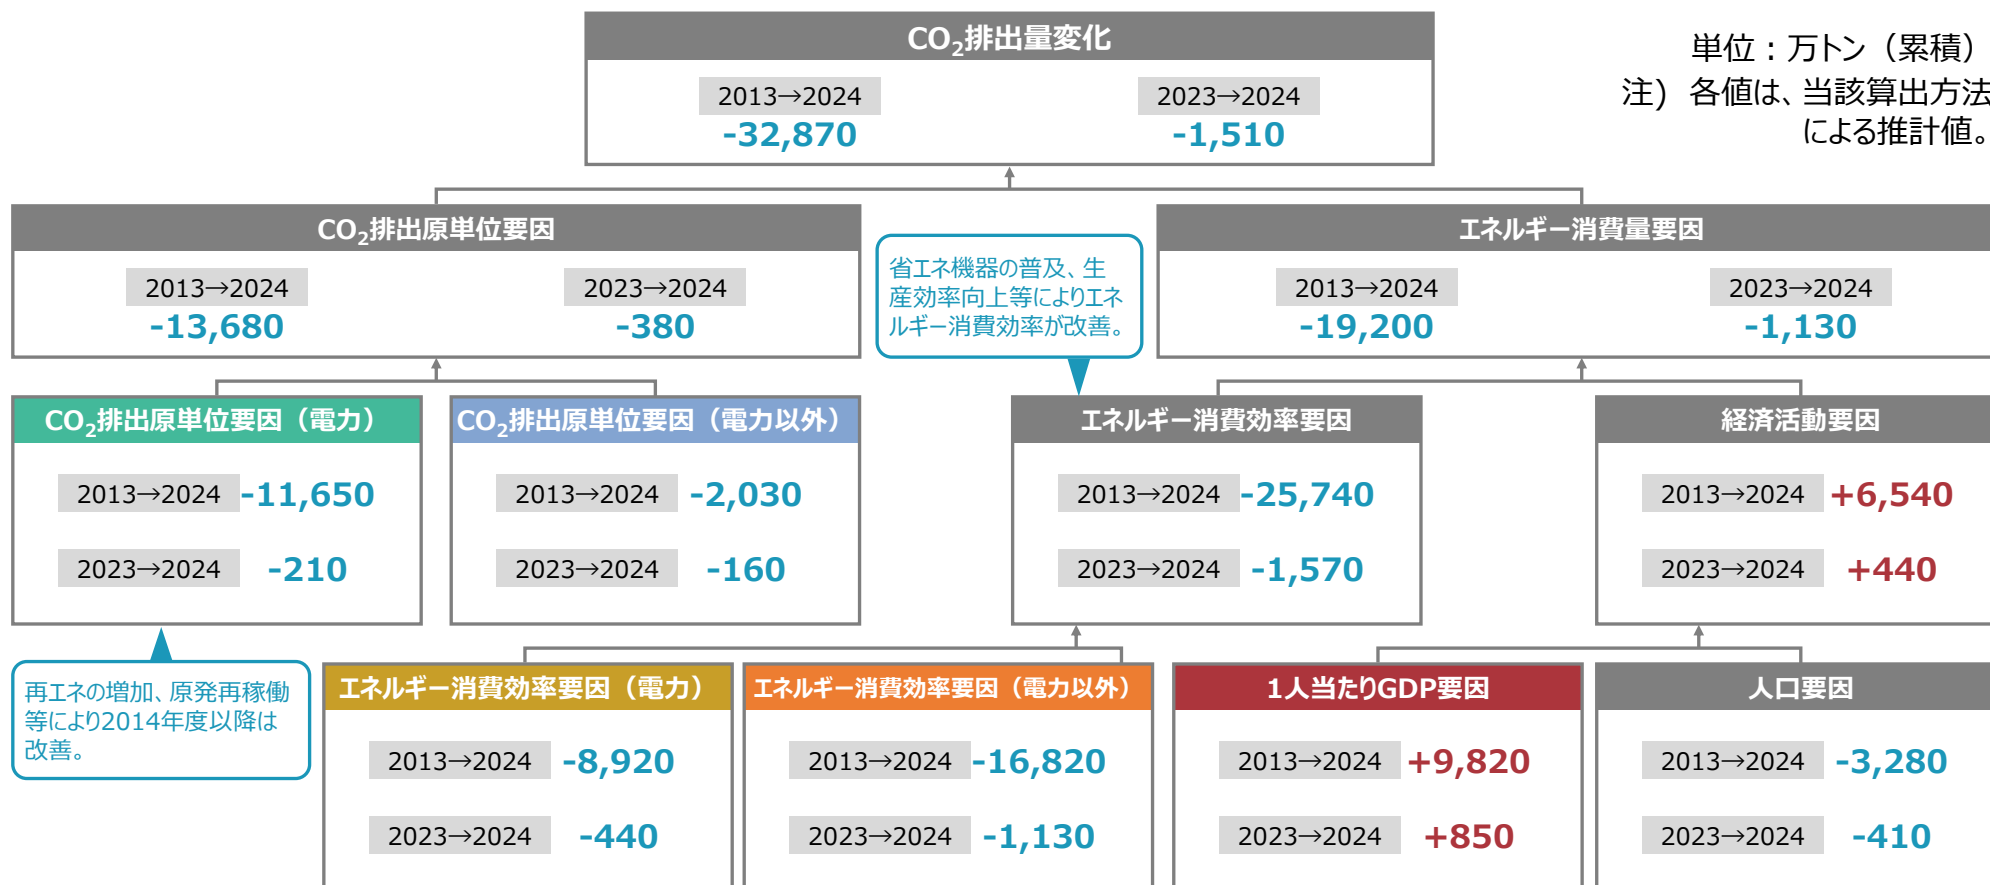 CO₂排出量変化
2013→2024
-32,870
2023→2024
-1,510
単位：万トン（累積）
注） 各値は、当該算出方法
による推計値。
CO₂排出原単位要因
2013→2024
-13,680
2023→2024
-380
省エネ機器の普及、生
産効率向上等によりエネ
ルギー消費効率が改善。
エネルギー消費量要因
2013→2024
-19,200
2023→2024
-1,130
CO₂排出原単位要因（電力）
2013→2024 -11,650
2023→2024 -210
CO₂排出原単位要因（電力以外）
2013→2024 -2,030
2023→2024 -160
エネルギー消費効率要因
2013→2024 -25,740
2023→2024 -1,570
経済活動要因
2013→2024 +6,540
2023→2024 +440
再エネの増加、原発再稼働
等により2014年度以降は
改善。
エネルギー消費効率要因（電力）
2013→2024 -8,920
2023→2024 -440
エネルギー消費効率要因（電力以外）
2013→2024 -16,820
2023→2024 -1,130
1人当たりGDP要因
2013→2024 +9,820
2023→2024 +850
人口要因
2013→2024 -3,280
2023→2024 -410